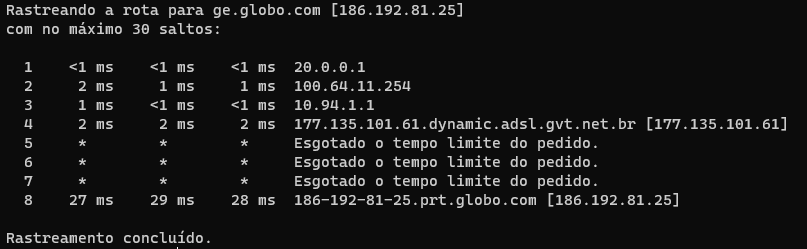 Rastreando a rota para ge.globo.com [186.192.81.25]
com no máximo 30 saltos:
1 <1 ms <1 ms <1 ms 20.0.0.1
2 2 ms 1 ms 1 ms 100.64.11.254
3 1 ms <1 ms <1 ms 10.94.1.1
4 2 ms 2 ms 2 ms 177.135.101.61.dynamic.adsl.gvt.net.br [177.135.101.61]
5 * * * Esgotado o tempo limite do pedido.
6 * * * Esgotado o tempo limite do pedido.
7 * * * Esgotado o tempo limite do pedido.
8 27 ms 29 ms 28 ms 186-192-81-25.prt.globo.com [186.192.81.25]
Rastreamento concluído.